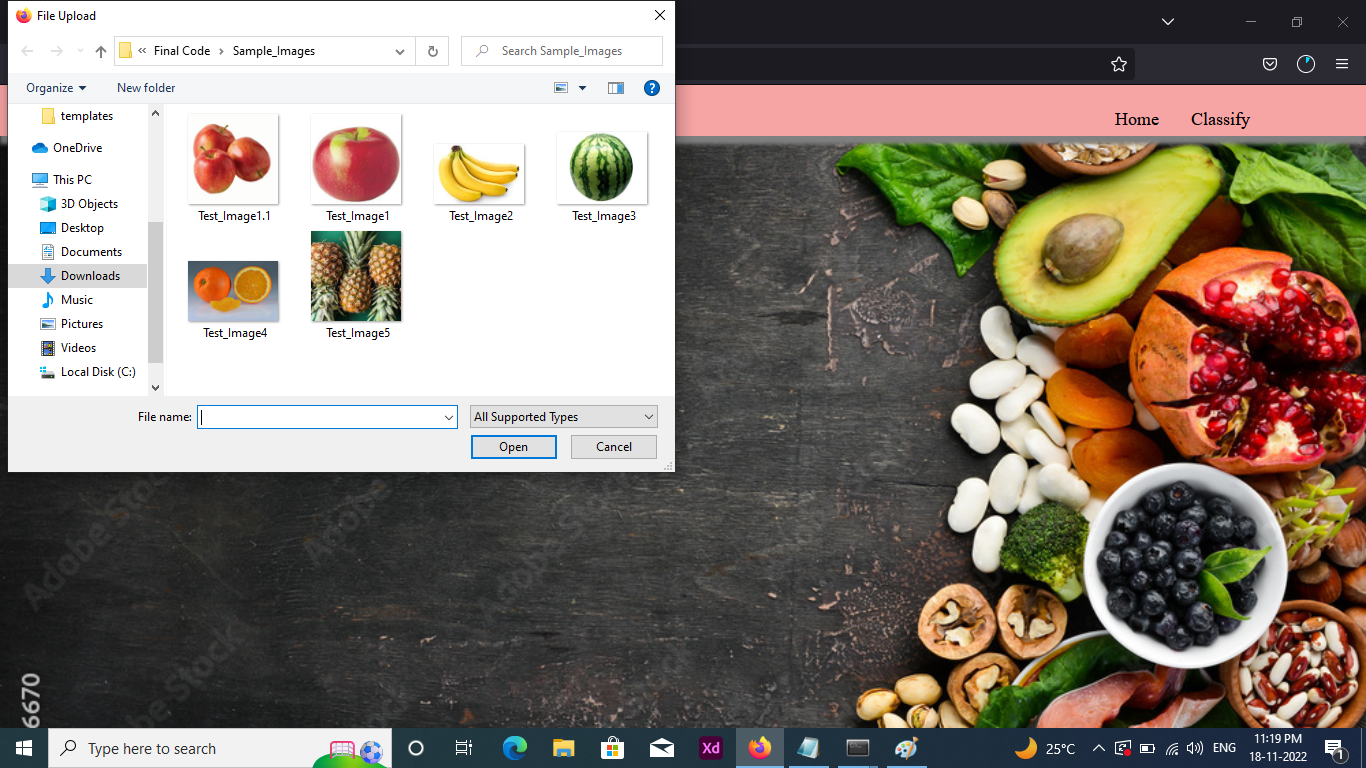 File Upload
« Final Code › Sample_Images
Search Sample_Images
Organize
New folder
Home
Classify
templates
OneDrive
This PC
3D Objects
Desktop
Documents
Downloads
Music
Pictures
Videos
Local Disk (C:)
Test_Image1.1
Test_Image1
Test_Image2
Test_Image3
Test_Image4
Test_Image5
File name:
All Supported Types
Open
Cancel
Adobe Stock
Adobe Stock
Adobe Stock
Adobe Stock
6670
Type here to search
Xd
25°C
ENG
11:19 PM
18-11-2022
1